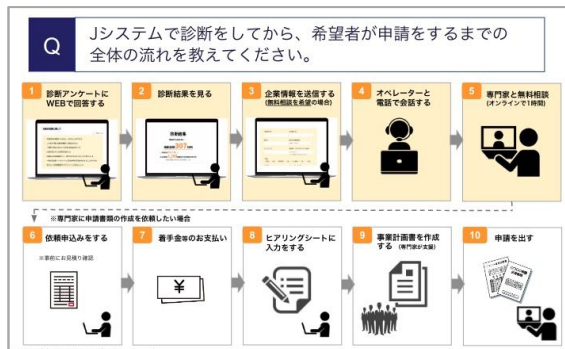 Q
Jシステムで診断をしてから、希望者が申請をするまでの
全体の流れを教えてください。
1
診断アンケートに
WEBで回答する
2
診断結果を見る
3
企業情報を送信する
(無料相談を希望の場合)
4
オペレーターと
電話で会話する
5
専門家と無料相談
(オンラインで1時間)
診断結果
307
※専門家に申請書類の作成を依頼したい場合
6
依頼申込みをする
※事前にお見積り確認
7
着手金等のお支払い
¥
8
ヒアリングシートに
入力をする
9
事業計画書を作成
する (専門家が支援)
10
申請を出す